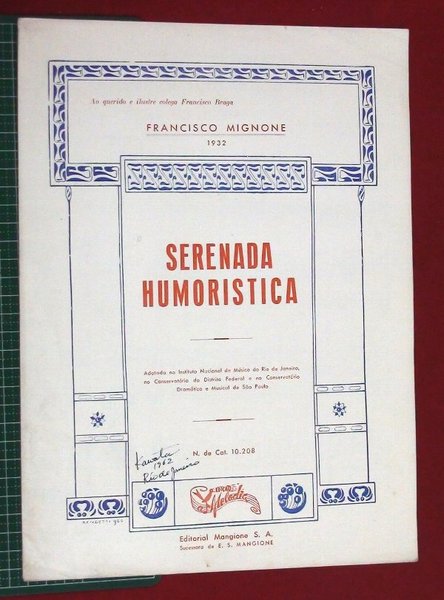 Ao querido e ilustre colega Francisco Braga
FRANCISCO MIGNONE
1932
SERENADA
HUMORISTICA
Adotada no Instituto Nacional de Música do Rio de Janeiro,
no Conservatório do Distrito Federal e no Conservatório
Dramático e Musical de São Paulo
N. de Cat. 10.208
1962
Rio de Janeiro
Melodia
Editorial Mangione S. A.
Sucessora de E. S. MANGIONE